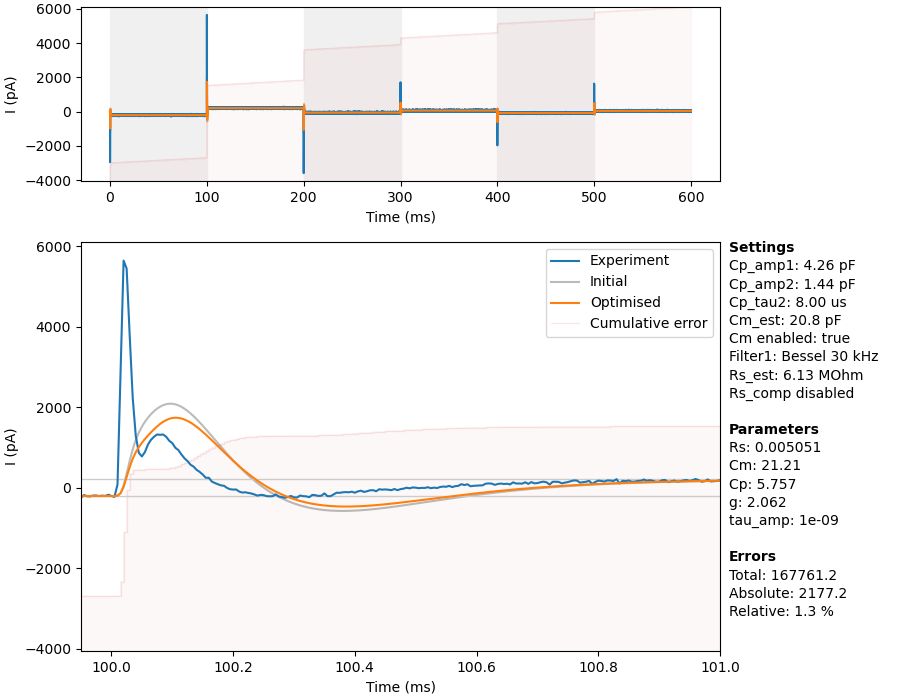 6000
4000
2000
0
−2000
−4000
I (pA)
0 100 200 300 400 500 600
Time (ms)
6000
4000
2000
0
−2000
−4000
I (pA)
Experiment
Initial
Optimised
Cumulative error
100.0 100.2 100.4 100.6 100.8 101.0
Time (ms)
Settings
Cp_amp1: 4.26 pF
Cp_amp2: 1.44 pF
Cp_tau2: 8.00 us
Cm_est: 20.8 pF
Cm enabled: true
Filter1: Bessel 30 kHz
Rs_est: 6.13 MOhm
Rs_comp disabled
Parameters
Rs: 0.005051
Cm: 21.21
Cp: 5.757
g: 2.062
tau_amp: 1e-09
Errors
Total: 167761.2
Absolute: 2177.2
Relative: 1.3 %